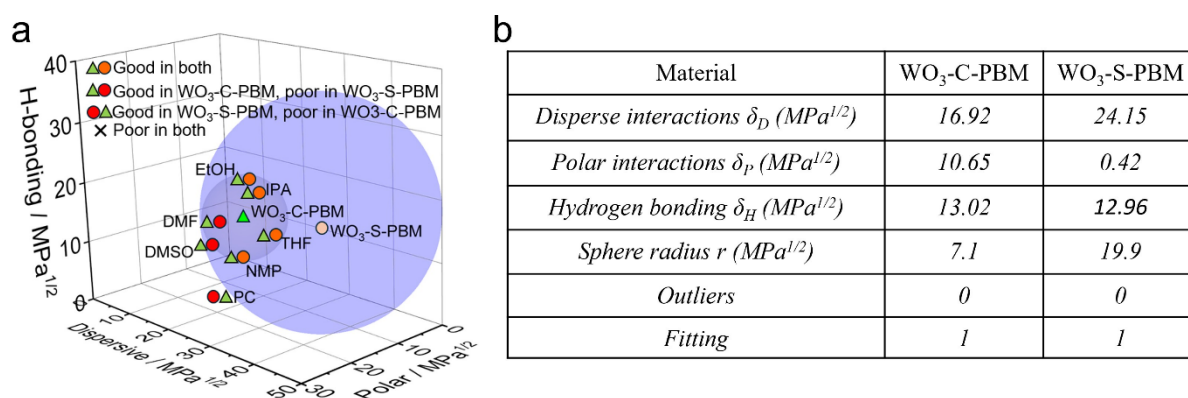 a
H-bonding / MPa1/2
40
30
20
10
0
Good in both
Good in WO3-C-PBM, poor in WO3-S-PBM
Good in WO3-S-PBM, poor in WO3-C-PBM
Poor in both
EtOH
IPA
WO3-C-PBM
DMF
WO3-S-PBM
THF
DMSO
NMP
PC
0
10
20
30
40
50
Dispersive / MPa1/2
30
20
10
0
Polar / MPa1/2
b
Material WO3-C-PBM WO3-S-PBM
Disperse interactions δD (MPa1/2) 16.92 24.15
Polar interactions δP (MPa1/2) 10.65 0.42
Hydrogen bonding δH (MPa1/2) 13.02 12.96
Sphere radius r (MPa1/2) 7.1 19.9
Outliers 0 0
Fitting 1 1